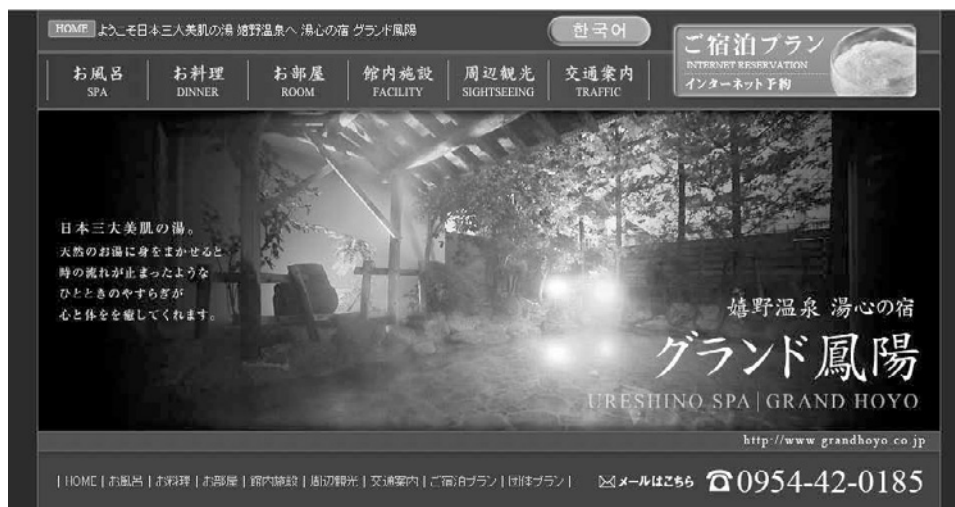 HOME ようこそ日本三大美肌の湯 嬉野温泉へ 湯心の宿 グランド鳳陽
한국어
ご宿泊プラン
INTERNET RESERVATION
インターネット予約
お風呂 お料理 お部屋 館内施設 周辺観光 交通案内
SPA DINNER ROOM FACILITY SIGHTSEEING TRAFFIC
日本三大美肌の湯。
天然のお湯に身をまかせると
時の流れが止まったような
ひとときのやすらぎが
心と体をを癒してくれます。
嬉野温泉 湯心の宿
グランド鳳陽
URESHINO SPA|GRAND HOYO
http://www grandhoyo co jp
| HOME | お風呂 | お料理 | お部屋 | 館内施設 | 周辺観光 | 交通案内 | ご宿泊プラン | 団体プラン |
メールはこちら
0954-42-0185